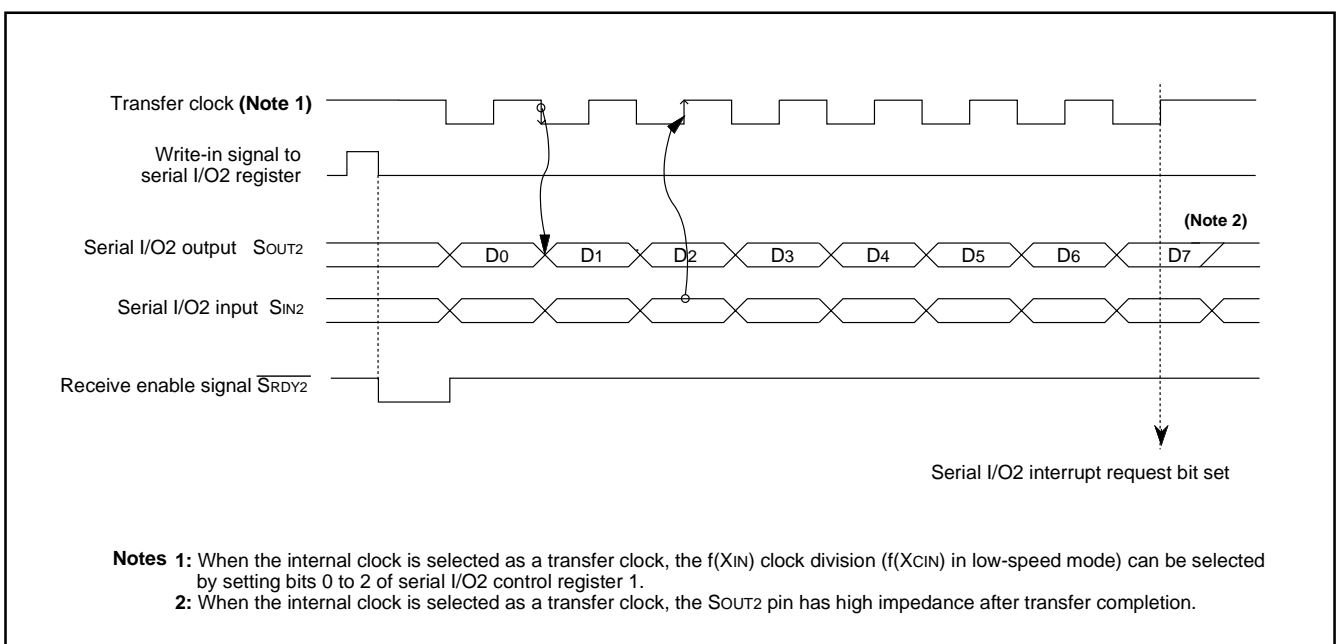 Transfer clock (Note 1)
Write-in signal to
serial I/O2 register
(Note 2)
Serial I/O2 output SOUT2
D0 D1 D2 D3 D4 D5 D6 D7
Serial I/O2 input SIN2
Receive enable signal SRDY2
Serial I/O2 interrupt request bit set
Notes 1: When the internal clock is selected as a transfer clock, the f(XIN) clock division (f(XCIN) in low-speed mode) can be selected
by setting bits 0 to 2 of serial I/O2 control register 1.
2: When the internal clock is selected as a transfer clock, the SOUT2 pin has high impedance after transfer completion.